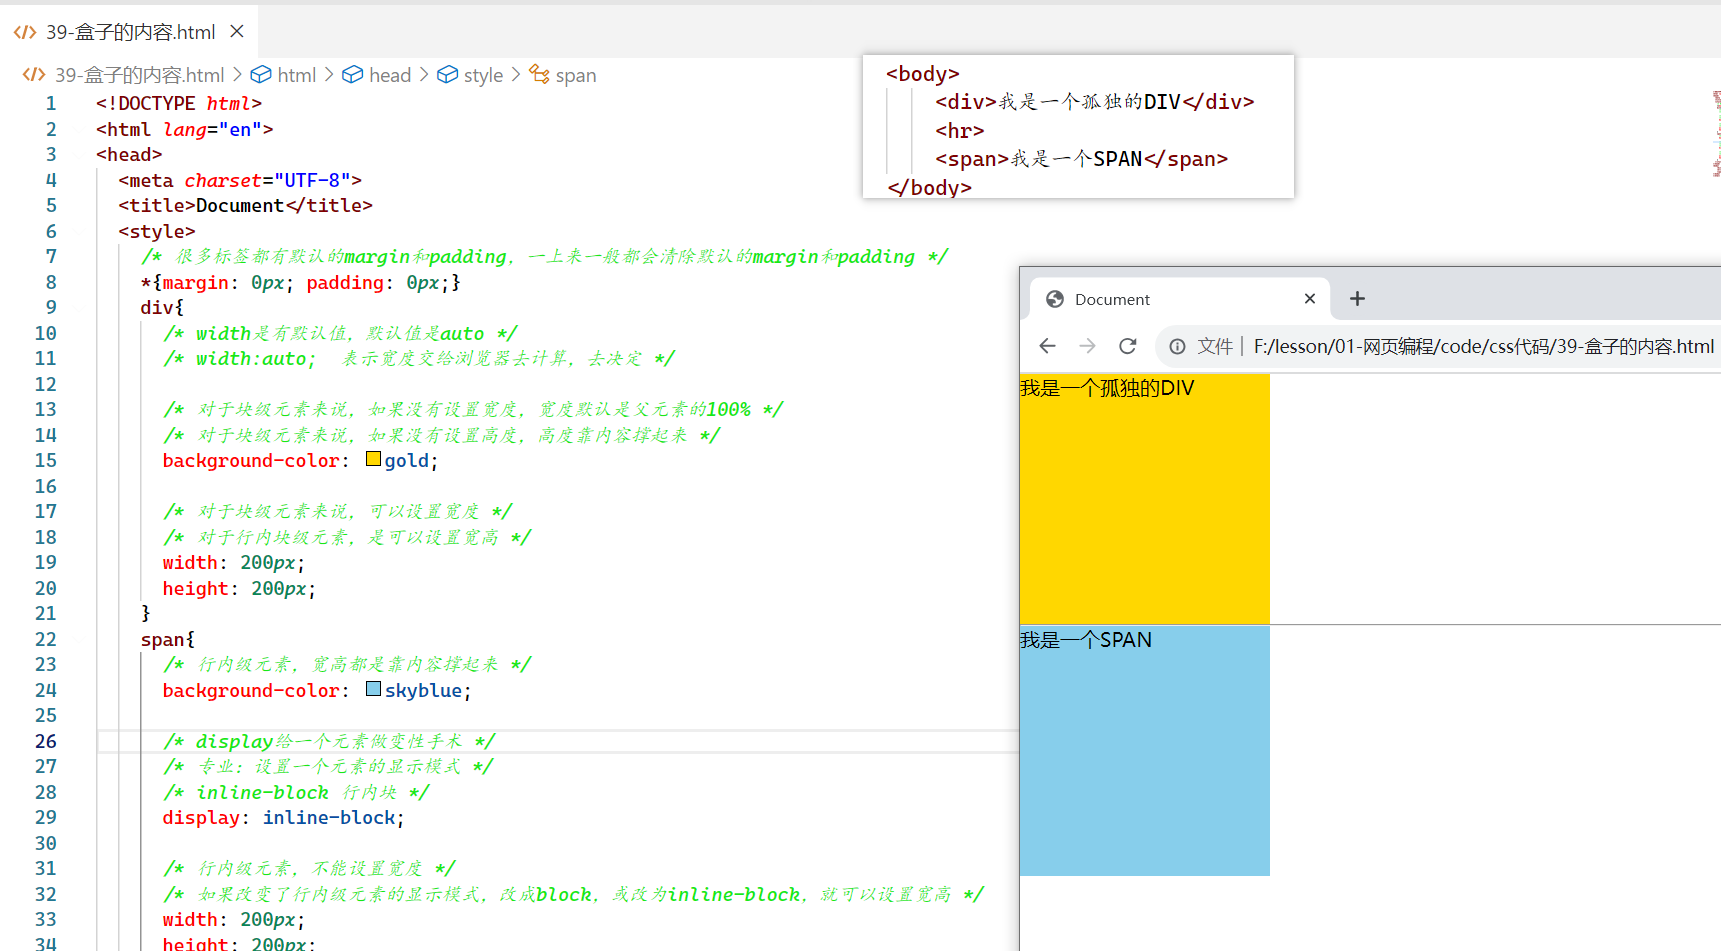 39-盒子的内容.html
39-盒子的内容.html > html > head > style > span
1 <!DOCTYPE html>
2 <html lang="en">
3 <head>
4 <meta charset="UTF-8">
5 <title>Document</title>
6 <style>
7 /* 很多标签都有默认的margin和padding，一上来一般都会清除默认的margin和padding */
8 *{margin: 0px; padding: 0px;}
9 div{
10 /* width是有默认值，默认值是auto */
11 /* width:auto;  表示宽度交给浏览器去计算，去决定 */
12
13 /* 对于块级元素来说，如果没有设置宽度，宽度默认是父元素的100% */
14 /* 对于块级元素来说，如果没有设置高度，高度靠内容撑起来 */
15 background-color: gold;
16
17 /* 对于块级元素来说，可以设置宽度 */
18 /* 对于行内块级元素，是可以设置宽高 */
19 width: 200px;
20 height: 200px;
21 }
22 span{
23 /* 行内级元素，宽高都是靠内容撑起来 */
24 background-color: skyblue;
25
26 /* display给一个元素做变性手术 */
27 /* 专业：设置一个元素的显示模式 */
28 /* inline-block 行内块 */
29 display: inline-block;
30
31 /* 行内级元素，不能设置宽度 */
32 /* 如果改变了行内级元素的显示模式，改成block，或改为inline-block，就可以设置宽高 */
33 width: 200px;
34 height: 200px;
<body>
<div>我是一个孤独的DIV</div>
<hr>
<span>我是一个SPAN</span>
</body>
Document
文件 | F:/lesson/01-网页编程/code/css代码/39-盒子的内容.html
我是一个孤独的DIV
我是一个SPAN